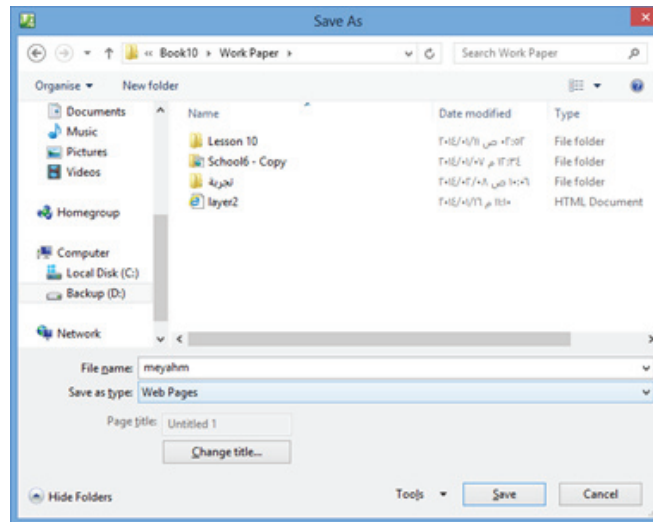 Save As
« Book10 › Work Paper ›
Search Work Paper
Organise
New folder
Name
Date modified
Type
Documents
Music
Pictures
Videos
Homegroup
Computer
Local Disk (C:)
Backup (D:)
Network
Lesson 10
File folder
School6 - Copy
File folder
تجربة
File folder
layer2
HTML Document
File name: meyahm
Save as type: Web Pages
Page title: Untitled 1
Change title...
Hide Folders
Tools
Save
Cancel